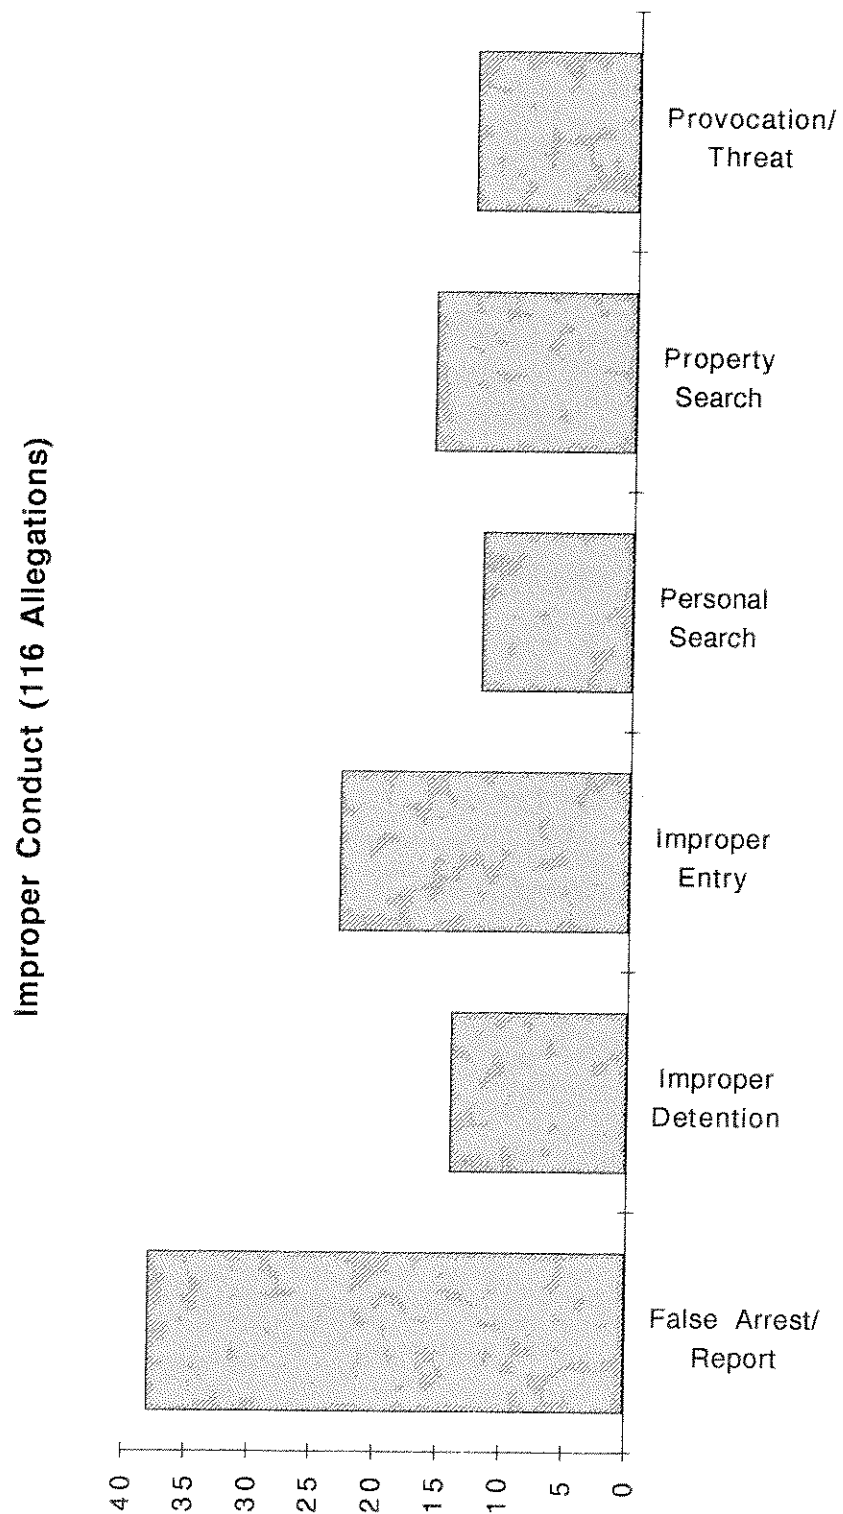 Improper Conduct (116 Allegations)
Provocation/
Threat
Property
Search
Personal
Search
Improper
Entry
Improper
Detention
False Arrest/
Report
40
35
30
25
20
15
10
5
0